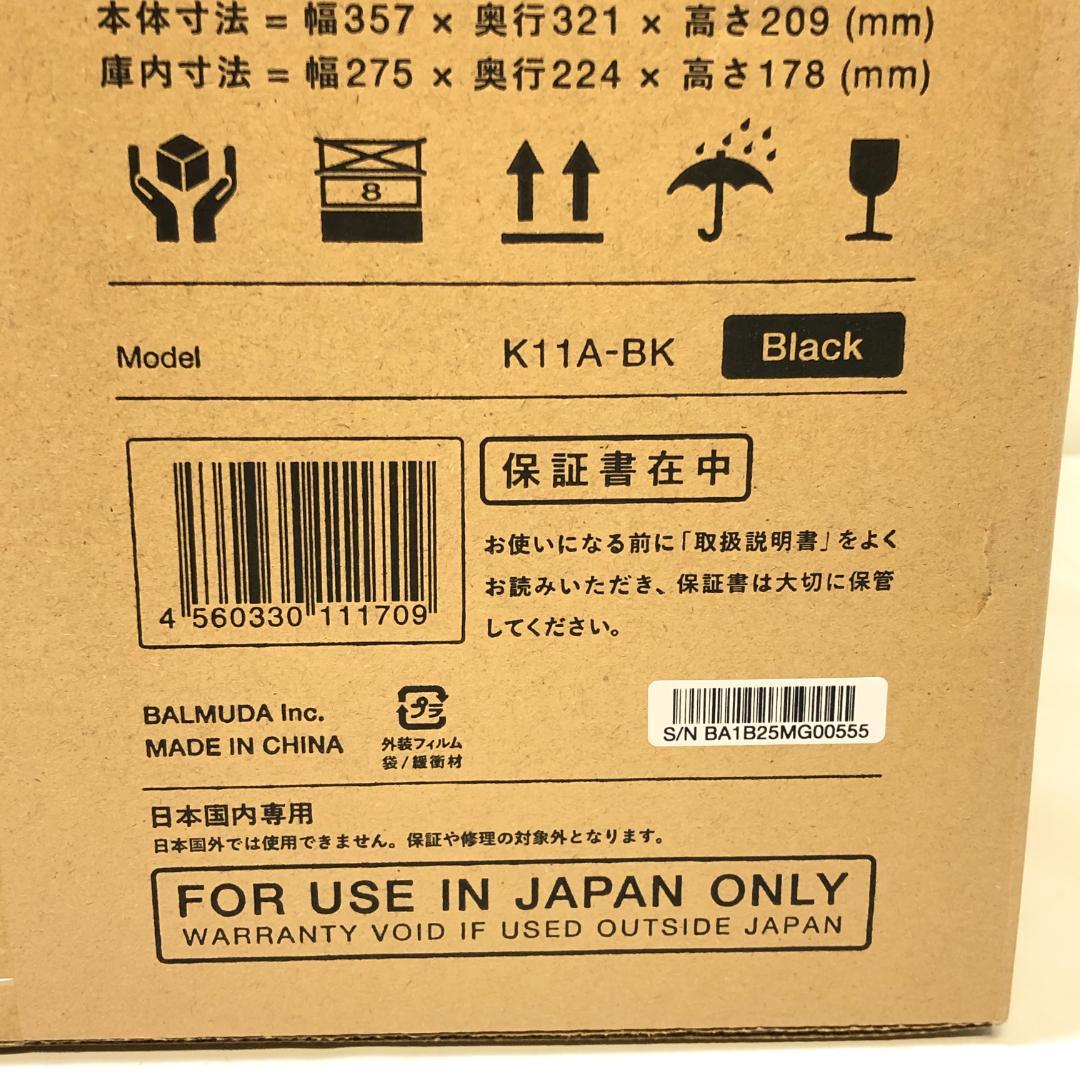 本体寸法 = 幅357 × 奥行321 × 高さ209 (mm)
庫内寸法 = 幅275 × 奥行224 × 高さ178 (mm)
8
Model K11A-BK Black
保証書在中
お使いになる前に「取扱説明書」をよく
お読みいただき、保証書は大切に保管
してください。
4 560330 111709
BALMUDA Inc.
MADE IN CHINA
プラ
外装フィルム
袋/緩衝材
S/N BA1B25MG00555
日本国内専用
日本国外では使用できません。保証や修理の対象外となります。
FOR USE IN JAPAN ONLY
WARRANTY VOID IF USED OUTSIDE JAPAN